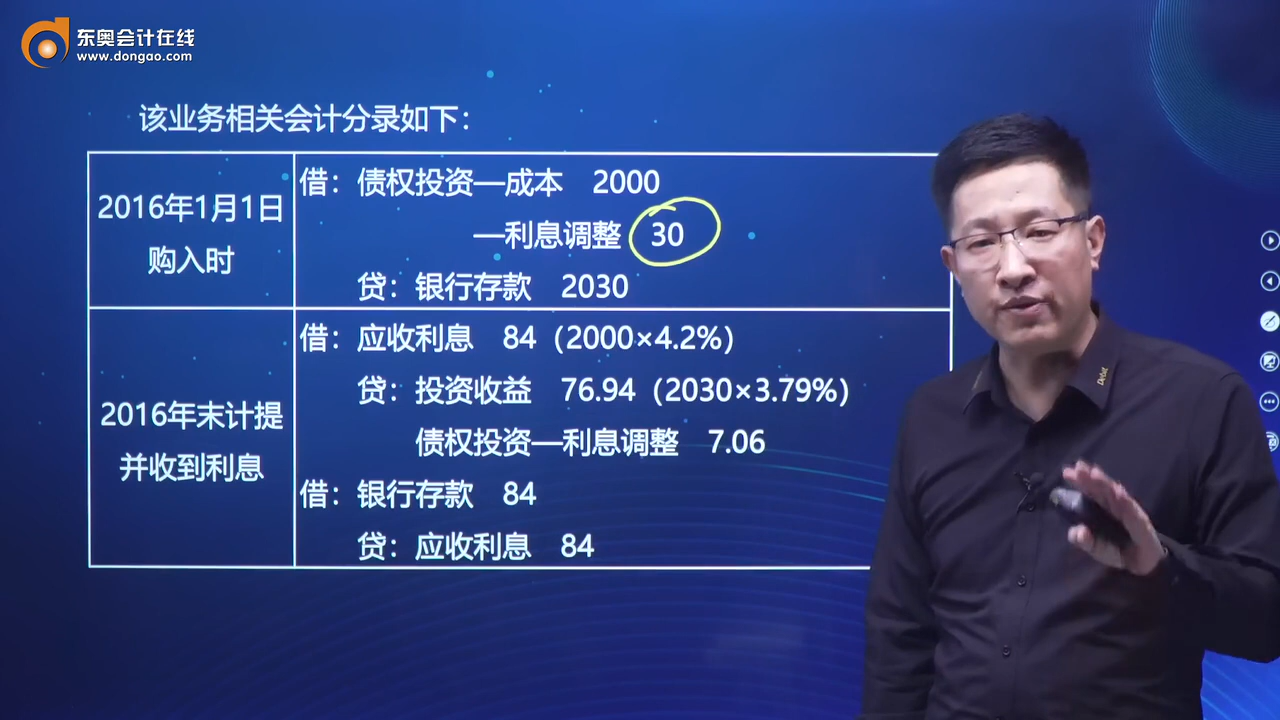 东奥会计在线
www.dongao.com
该业务相关会计分录如下：
2016年1月1日
购入时
借：债权投资—成本 2000
—利息调整 30
贷：银行存款 2030
2016年末计提
并收到利息
借：应收利息 84（2000×4.2%）
贷：投资收益 76.94（2030×3.79%）
债权投资—利息调整 7.06
借：银行存款 84
贷：应收利息 84
Debit